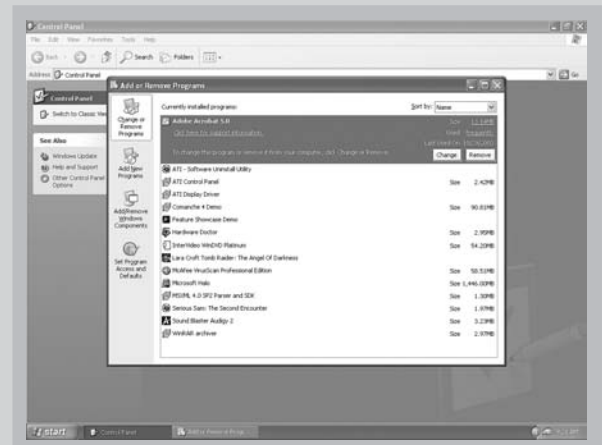 Control Panel
File Edit View Favorites Tools Help
Back Search Folders
Address Control Panel Go
Control Panel
Switch to Classic View
See Also
Windows Update
Help and Support
Other Control Panel Options
Add or Remove Programs
Change or
Remove
Programs
Add New
Programs
Add/Remove
Windows
Components
Set Program
Access and
Defaults
Currently installed programs: Sort by: Name
Adobe Acrobat 5.0 Size
Click here for support information. Used frequently
Last Used On
To change this program or remove it from your computer, click Change or Remove.
Change Remove
ATI - Software Uninstall Utility
ATI Control Panel Size 2.42MB
ATI Display Driver
Comanche 4 Demo Size 90.81MB
Feature Showcase Demo
Hardware Doctor Size 2.95MB
InterVideo WinDVD Platinum Size 54.20MB
Lara Croft Tomb Raider: The Angel Of Darkness
McAfee VirusScan Professional Edition Size 50.51MB
Microsoft Halo Size 1,446.00MB
MSXML 4.0 SP2 Parser and SDK Size 1.30MB
Serious Sam: The Second Encounter Size 1.97MB
Sound Blaster Audigy 2 Size 3.23MB
WinRAR archiver Size 2.97MB
start Control Panel Add or Remove Progr...